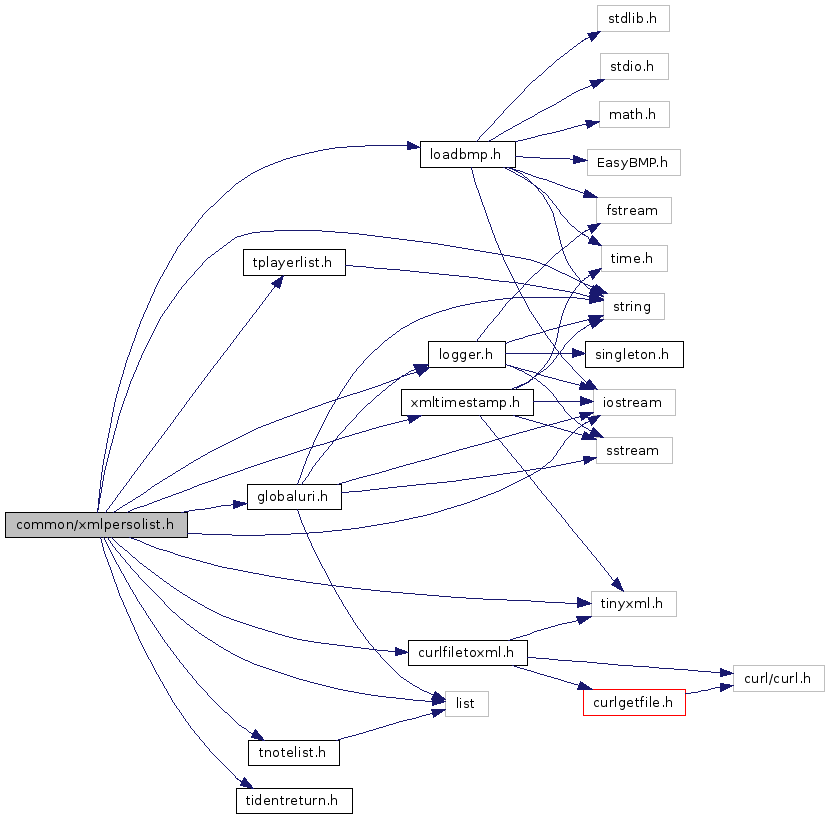 stdlib.h
stdio.h
math.h
loadbmp.h
EasyBMP.h
fstream
tplayerlist.h
time.h
string
logger.h
singleton.h
xmltimestamp.h
iostream
sstream
globaluri.h
common/xmlpersolist.h
tinyxml.h
curlfiletoxml.h
curl/curl.h
list
curlgetfile.h
tnotelist.h
tidentreturn.h